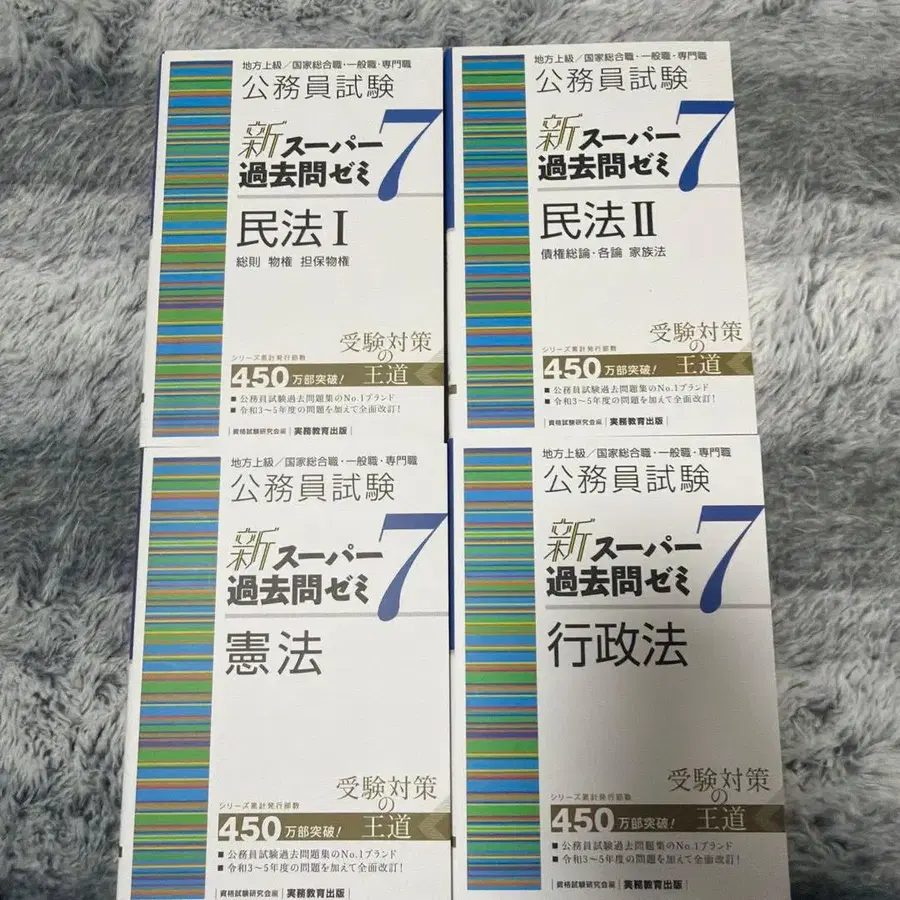 地方上級／国家総合職・一般職・専門職
公務員試験
新スーパー
過去問ゼミ7
民法Ⅰ
総則 物権 担保物権
受験対策
の
王道
シリーズ累計発行部数
450万部突破!
■公務員試験過去問題集のNo.1ブランド
■令和3〜5年度の問題を加えて全面改訂!
資格試験研究会編|実務教育出版|
地方上級／国家総合職・一般職・専門職
公務員試験
新スーパー
過去問ゼミ7
民法Ⅱ
債権総論・各論 家族法
受験対策
の
王道
シリーズ累計発行部数
450万部突破!
■公務員試験過去問題集のNo.1ブランド
■令和3〜5年度の問題を加えて全面改訂!
|資格試験研究会編|実務教育出版|
地方上級／国家総合職・一般職・専門職
公務員試験
新スーパー
過去問ゼミ7
憲法
受験対策
の
王道
シリーズ累計発行部数
450万部突破!
■公務員試験過去問題集のNo.1ブランド
■令和3〜5年度の問題を加えて全面改訂!
資格試験研究会編|実務教育出版|
地方上級／国家総合職・一般職・専門職
公務員試験
新スーパー
過去問ゼミ7
行政法
受験対策
の
王道
シリーズ累計発行部数
450万部突破!
■公務員試験過去問題集のNo.1ブランド
■令和3〜5年度の問題を加えて全面改訂!
|資格試験研究会編|実務教育出版|